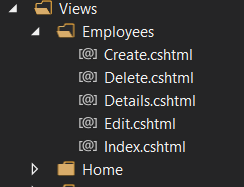 Views
Employees
[@] Create.cshtml
[@] Delete.cshtml
[@] Details.cshtml
[@] Edit.cshtml
[@] Index.cshtml
Home